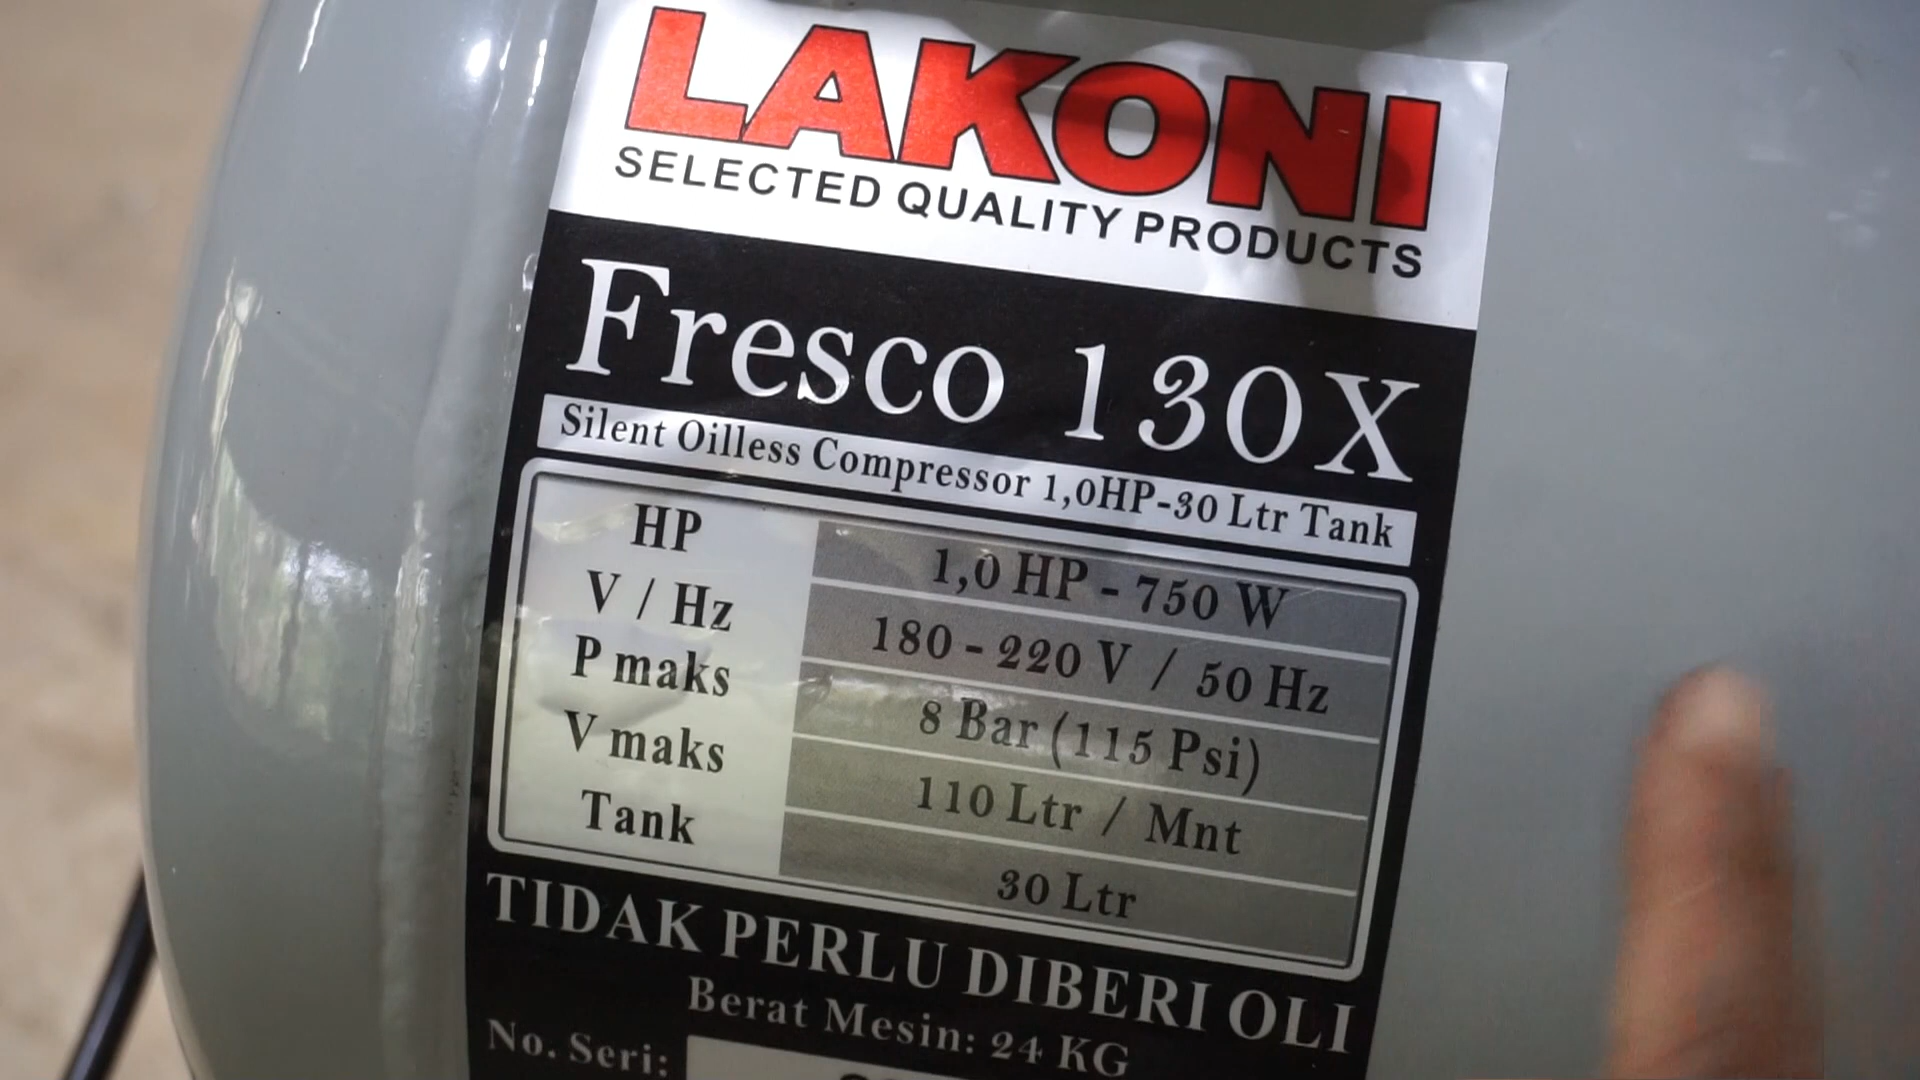 LAKONI
SELECTED QUALITY PRODUCTS
Fresco 130X
Silent Oilless Compressor 1,0HP-30 Ltr Tank
HP 1,0 HP - 750 W
V / Hz 180 - 220 V / 50 Hz
P maks 8 Bar (115 Psi)
V maks 110 Ltr / Mnt
Tank 30 Ltr
TIDAK PERLU DIBERI OLI
Berat Mesin: 24 KG
No. Seri: